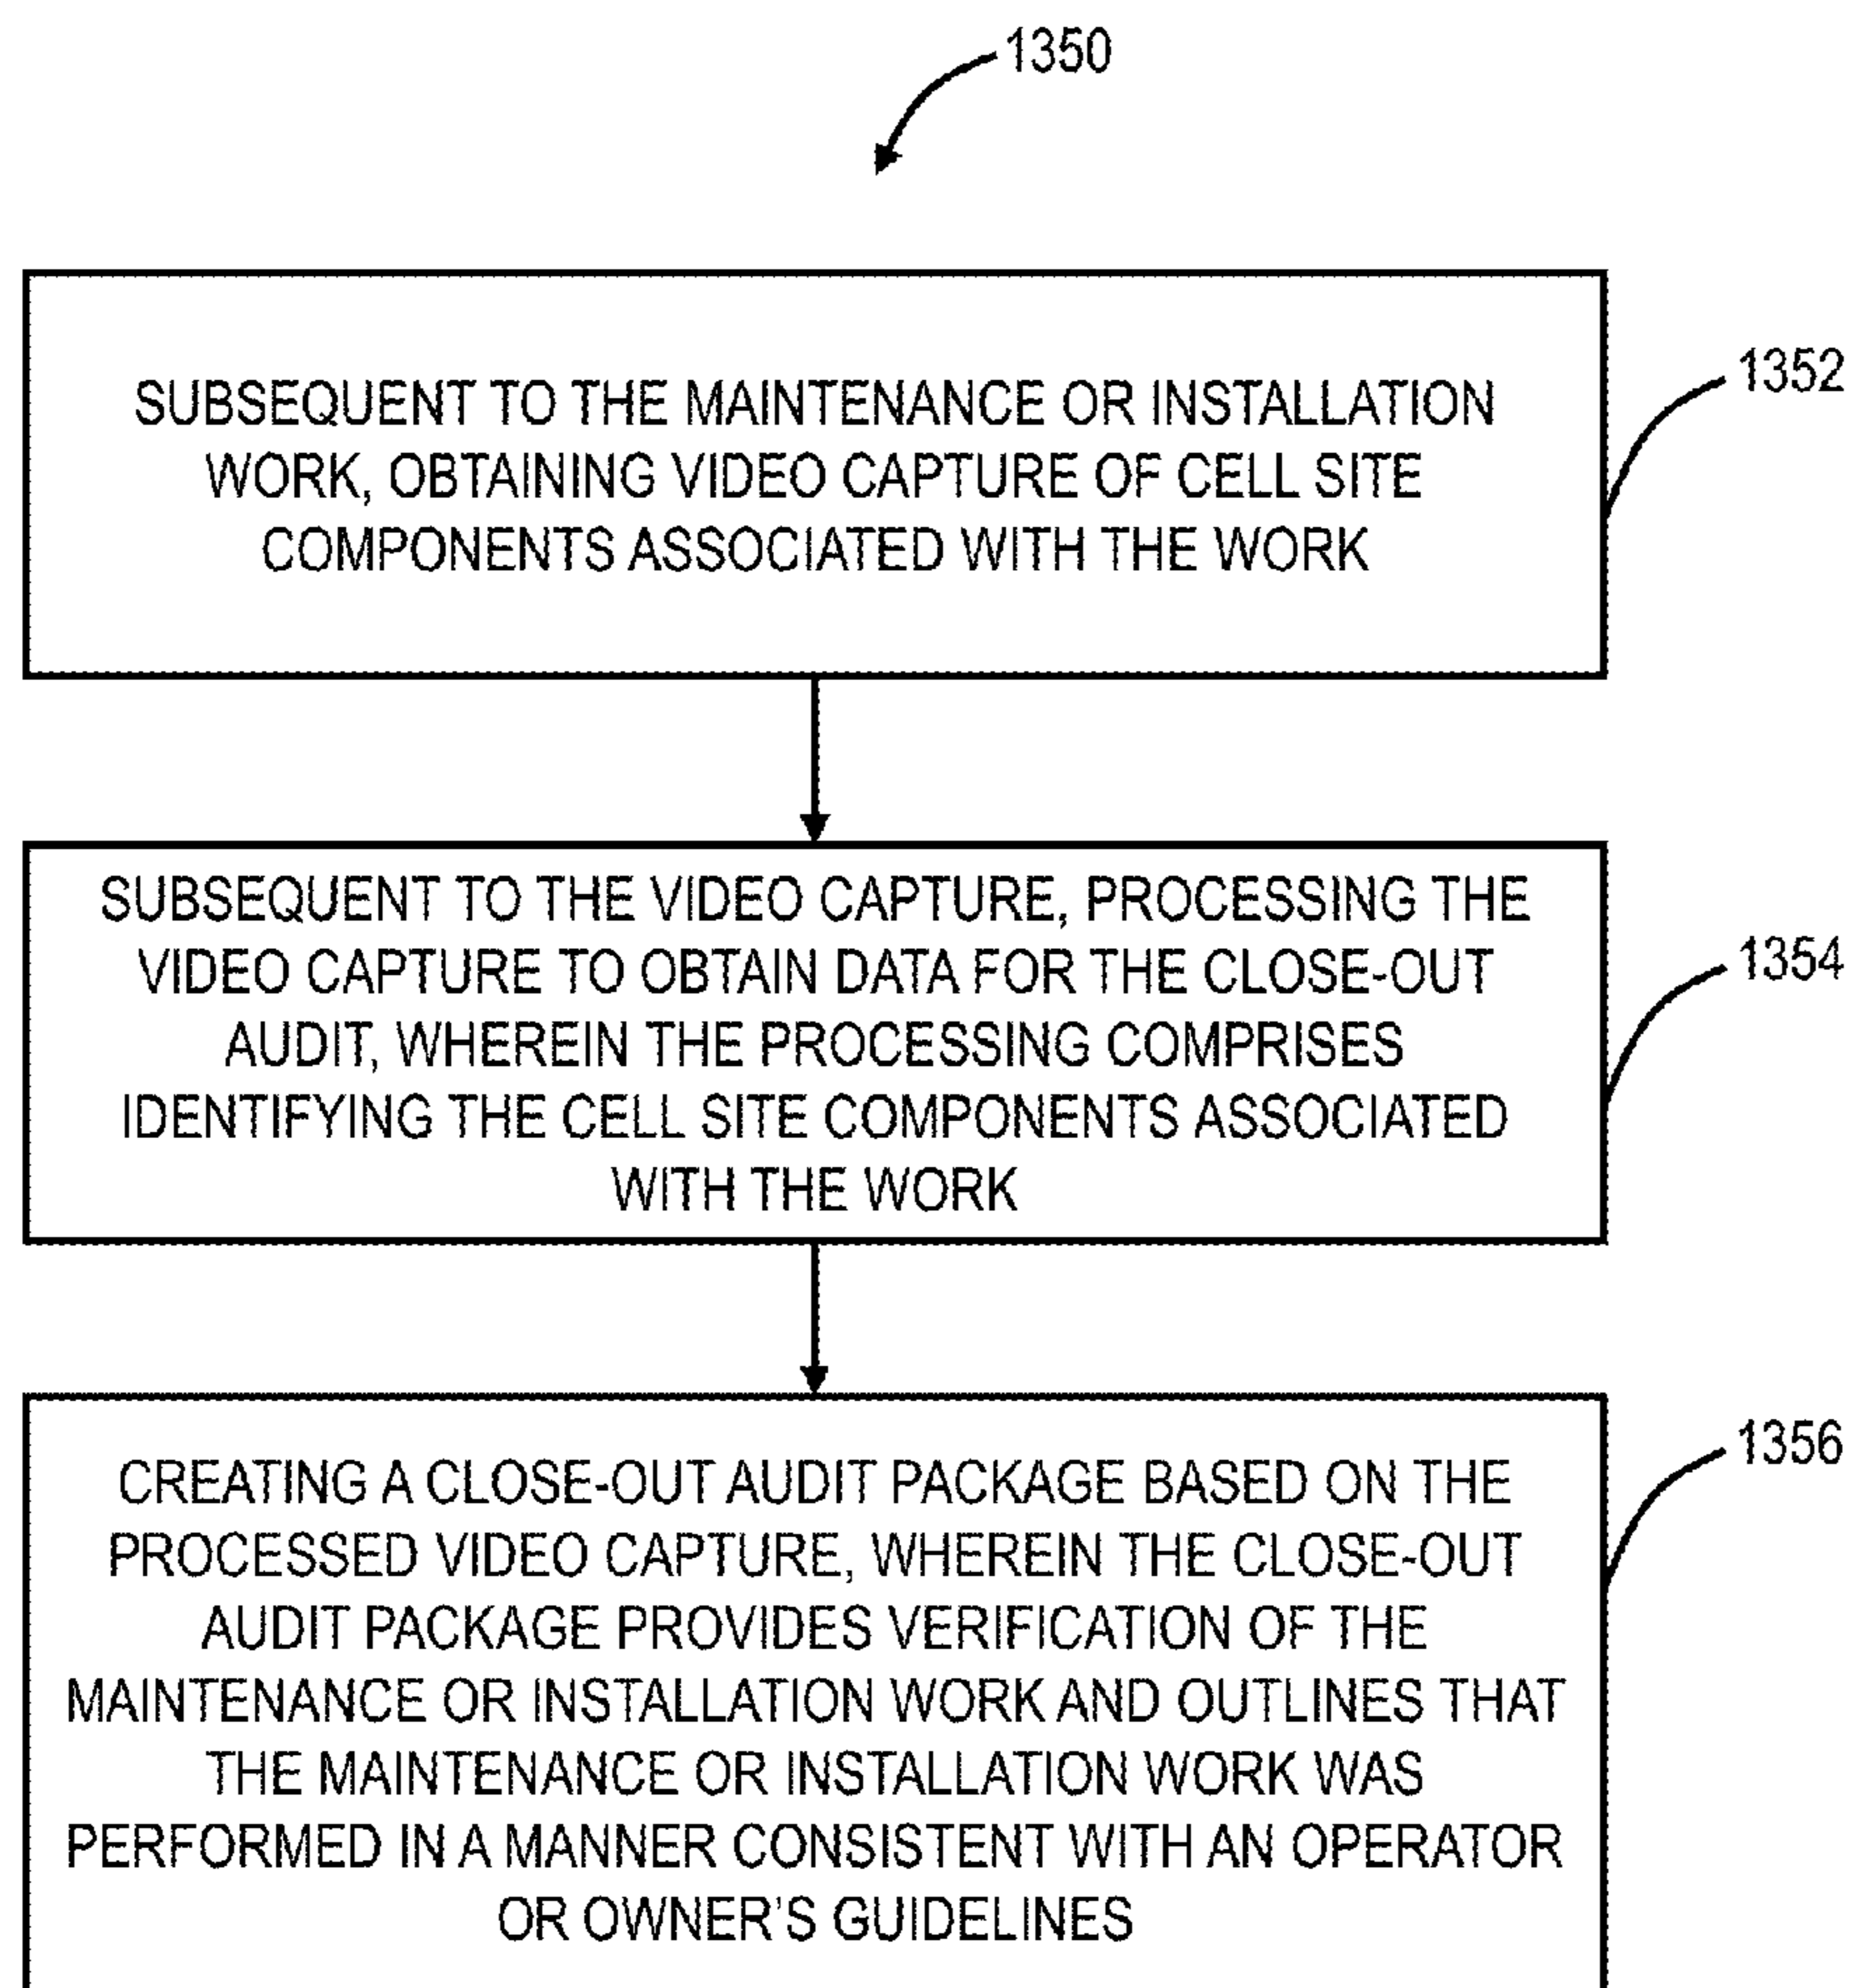 1350
SUBSEQUENT TO THE MAINTENANCE OR INSTALLATION
WORK, OBTAINING VIDEO CAPTURE OF CELL SITE
COMPONENTS ASSOCIATED WITH THE WORK
1352
SUBSEQUENT TO THE VIDEO CAPTURE, PROCESSING THE
VIDEO CAPTURE TO OBTAIN DATA FOR THE CLOSE-OUT
AUDIT, WHEREIN THE PROCESSING COMPRISES
IDENTIFYING THE CELL SITE COMPONENTS ASSOCIATED
WITH THE WORK
1354
CREATING A CLOSE-OUT AUDIT PACKAGE BASED ON THE
PROCESSED VIDEO CAPTURE, WHEREIN THE CLOSE-OUT
AUDIT PACKAGE PROVIDES VERIFICATION OF THE
MAINTENANCE OR INSTALLATION WORK AND OUTLINES THAT
THE MAINTENANCE OR INSTALLATION WORK WAS
PERFORMED IN A MANNER CONSISTENT WITH AN OPERATOR
OR OWNER'S GUIDELINES
1356